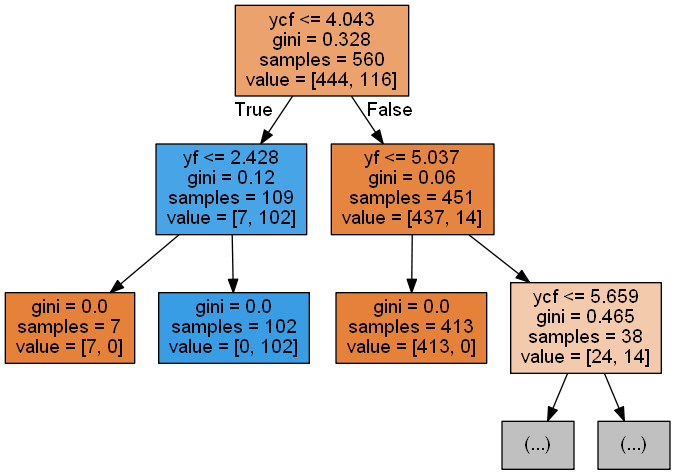 ycf <= 4.043
gini = 0.328
samples = 560
value = [444, 116]
True
False
yf <= 2.428
gini = 0.12
samples = 109
value = [7, 102]
yf <= 5.037
gini = 0.06
samples = 451
value = [437, 14]
gini = 0.0
samples = 7
value = [7, 0]
gini = 0.0
samples = 102
value = [0, 102]
gini = 0.0
samples = 413
value = [413, 0]
ycf <= 5.659
gini = 0.465
samples = 38
value = [24, 14]
(...)
(...)